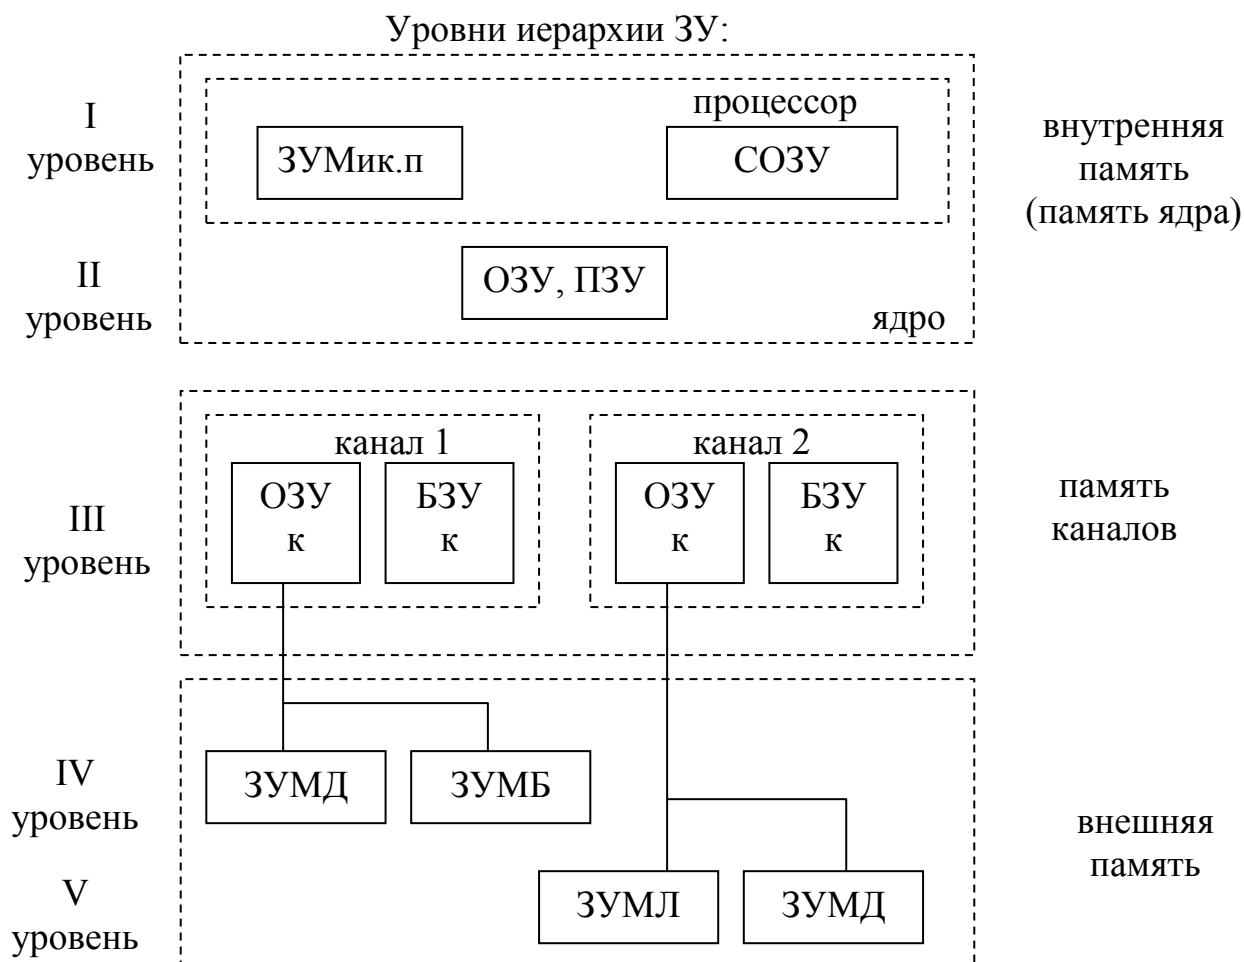 Уровни иерархии ЗУ:
I
уровень
процессор
ЗУМик.п
СОЗУ
внутренняя
память
(память ядра)
II
уровень
ОЗУ, ПЗУ
ядро
III
уровень
канал 1
ОЗУ
к
БЗУ
к
канал 2
ОЗУ
к
БЗУ
к
память
каналов
IV
уровень
ЗУМД
ЗУМБ
V
уровень
ЗУМЛ
ЗУМД
внешняя
память